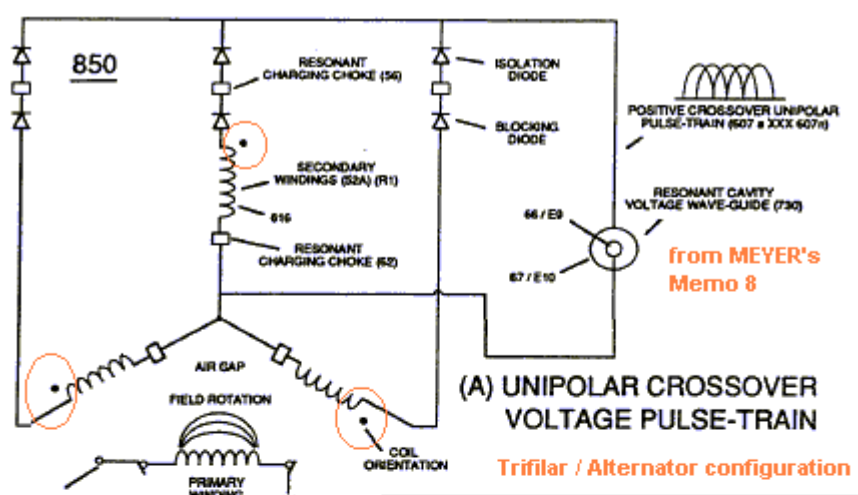 850
RESONANT
CHARGING CHOKE (56)
ISOLATION
DIODE
BLOCKING
DIODE
POSITIVE CROSSOVER UNIPOLAR
PULSE-TRAIN (607 a XXX 607n)
SECONDARY
WINDINGS (52A) (R1)
616
RESONANT
CHARGING CHOKE (62)
RESONANT CAVITY
VOLTAGE WAVE-GUIDE (730)
66 / E9
67 / E10
from MEYER's
Memo 8
AIR GAP
FIELD ROTATION
(A) UNIPOLAR CROSSOVER
VOLTAGE PULSE-TRAIN
COIL
ORIENTATION
PRIMARY
WINDING
Trifilar / Alternator configuration